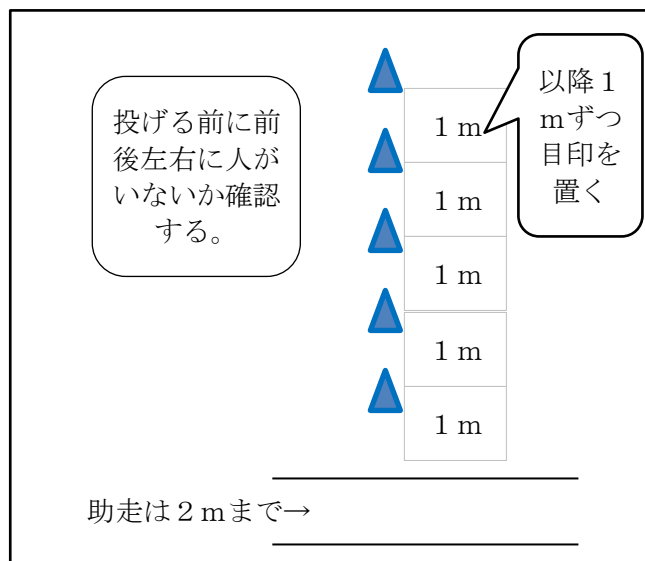 投げる前に前
後左右に人が
いないか確認
する。
以降１
ｍずつ
目印を
置く
１ｍ
１ｍ
１ｍ
１ｍ
１ｍ
助走は２ｍまで→